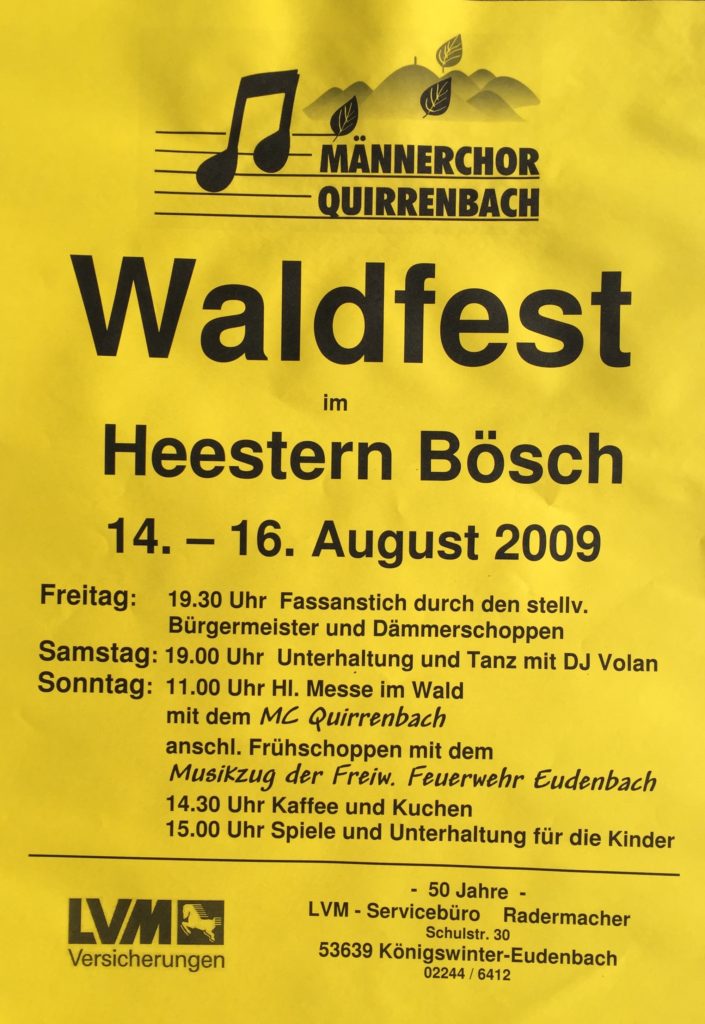 MÄNNERCHOR
QUIRRENBACH
Waldfest
im
Heestern Bösch
14. – 16. August 2009
Freitag: 19.30 Uhr Fassanstich durch den stellv.
Bürgermeister und Dämmerschoppen
Samstag: 19.00 Uhr Unterhaltung und Tanz mit DJ Volan
Sonntag: 11.00 Uhr Hl. Messe im Wald
mit dem MC Quirrenbach
anschl. Frühschoppen mit dem
Musikzug der Freiw. Feuerwehr Eudenbach
14.30 Uhr Kaffee und Kuchen
15.00 Uhr Spiele und Unterhaltung für die Kinder
LVM
Versicherungen
- 50 Jahre -
LVM - Servicebüro Radermacher
Schulstr. 30
53639 Königswinter-Eudenbach
02244 / 6412